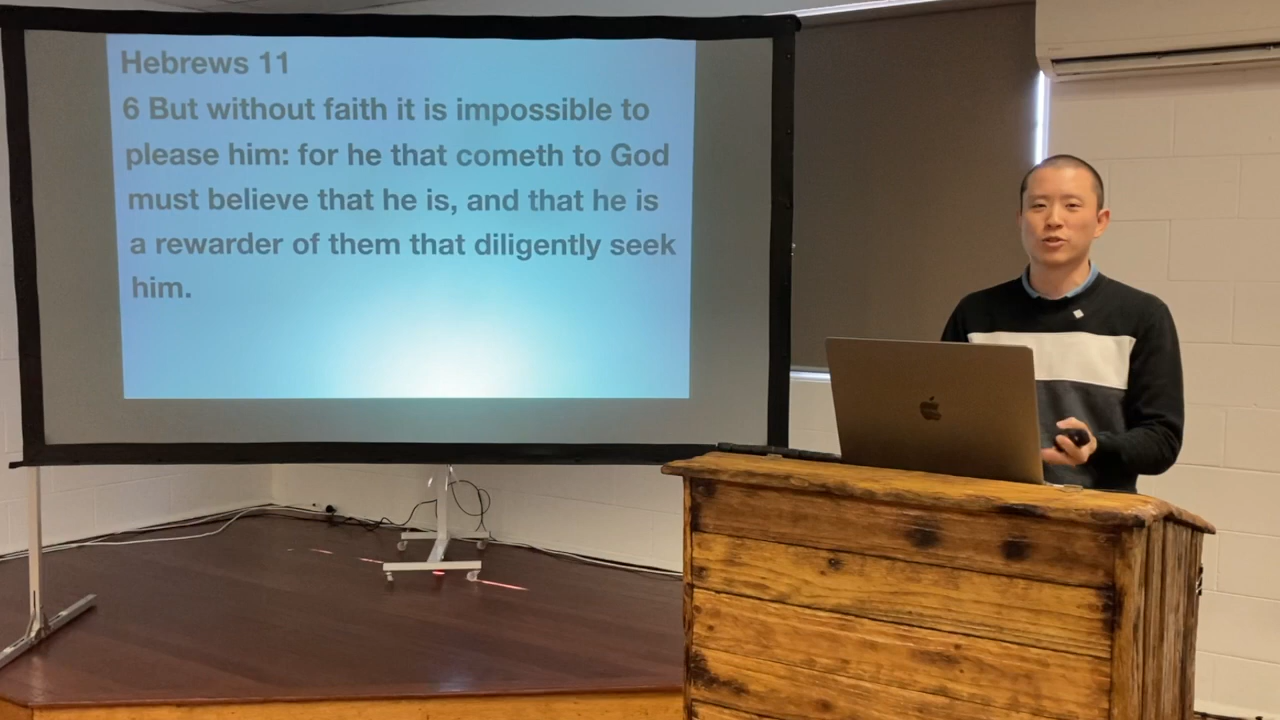 Hebrews 11
6 But without faith it is impossible to
please him: for he that cometh to God
must believe that he is, and that he is
a rewarder of them that diligently seek
him.